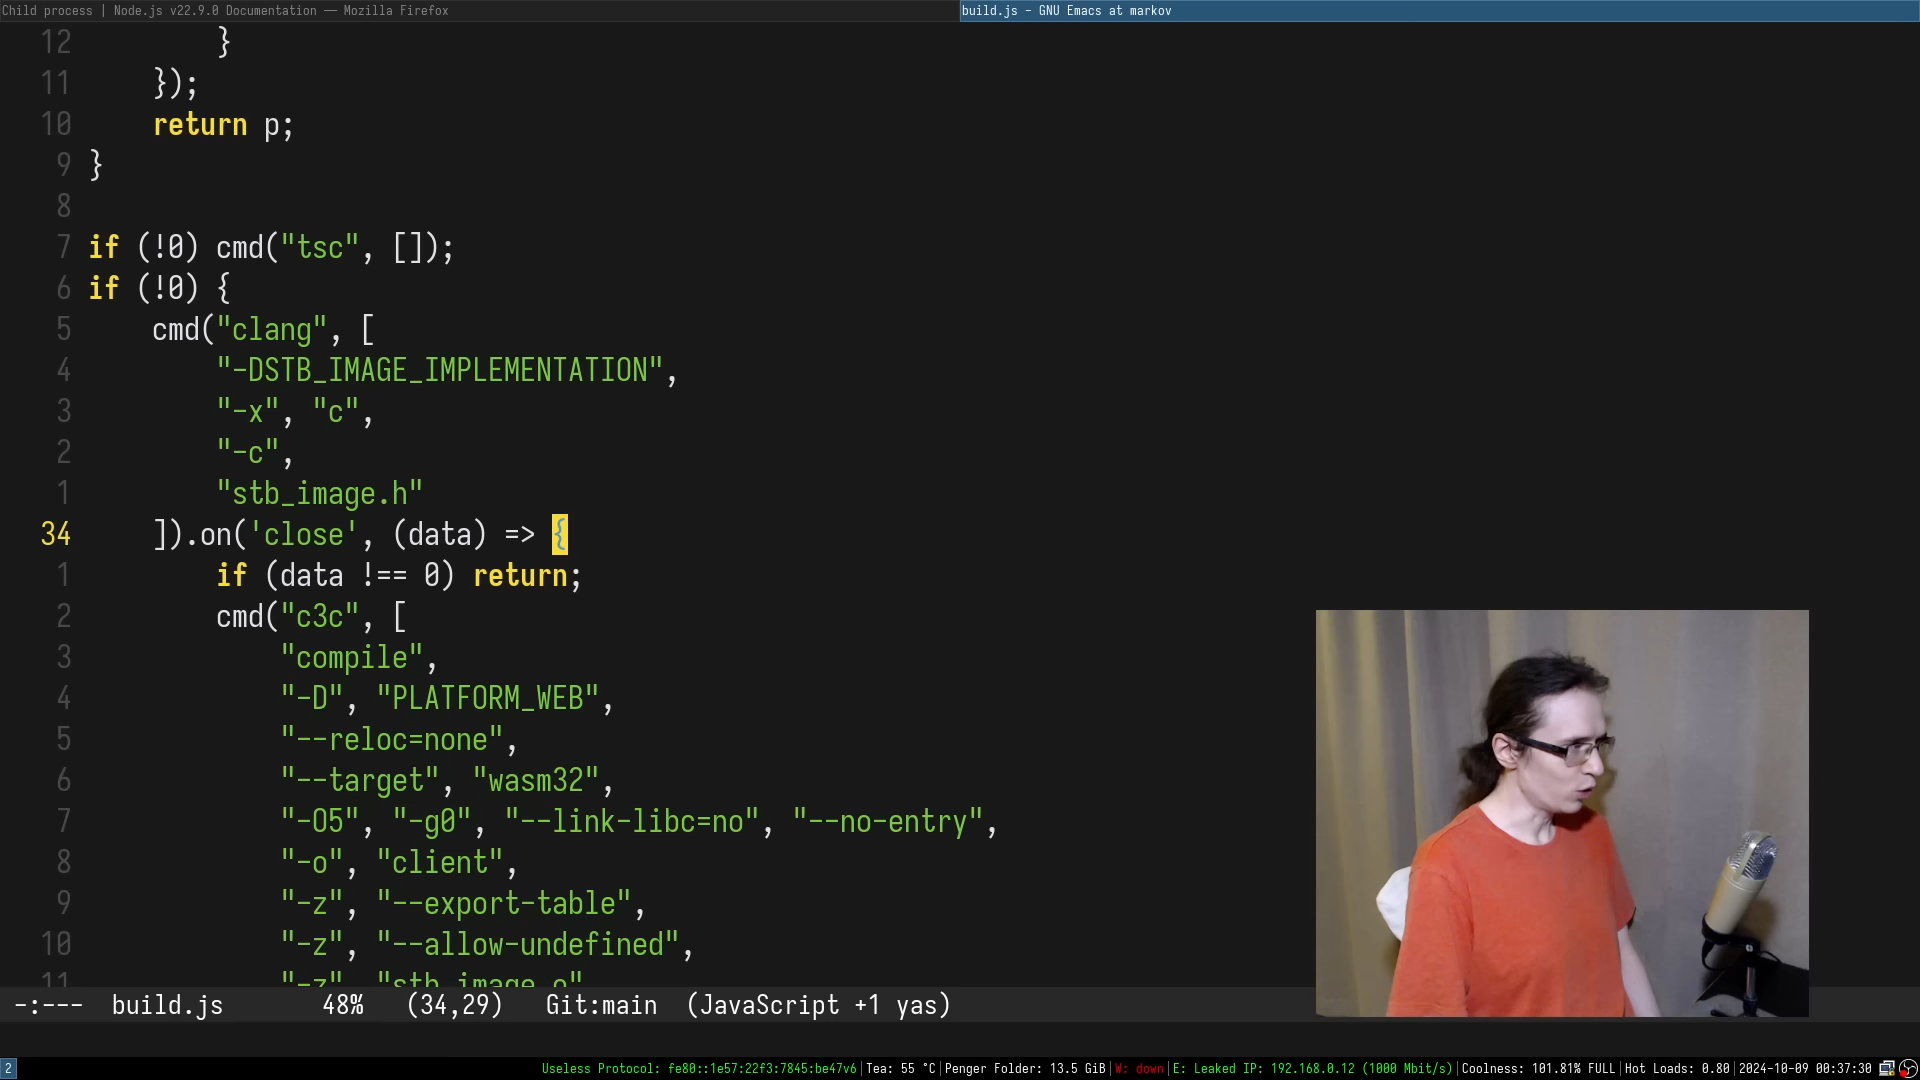 Child process | Node.js v22.9.0 Documentation — Mozilla Firefox
build.js - GNU Emacs at markov
12 }
11 });
10 return p;
9 }
8
7 if (!0) cmd("tsc", []);
6 if (!0) {
5 cmd("clang", [
4 "-DSTB_IMAGE_IMPLEMENTATION",
3 "-x", "c",
2 "-c",
1 "stb_image.h"
34 ]).on('close', (data) => {
1 if (data !== 0) return;
2 cmd("c3c", [
3 "compile",
4 "-D", "PLATFORM_WEB",
5 "--reloc=none",
6 "--target", "wasm32",
7 "-O5", "-g0", "--link-libc=no", "--no-entry",
8 "-o", "client",
9 "-z", "--export-table",
10 "-z", "--allow-undefined",
11 "-z", "stb_image.o"
-:--- build.js 48% (34,29) Git:main (JavaScript +1 yas)
2 Useless Protocol: fe80::1e57:22f3:7845:be47v6|Tea: 55 °C|Penger Folder: 13.5 GiB|W: down|E: Leaked IP: 192.168.0.12 (1000 Mbit/s)|Coolness: 101.81% FULL|Hot Loads: 0.80|2024-10-09 00:37:30